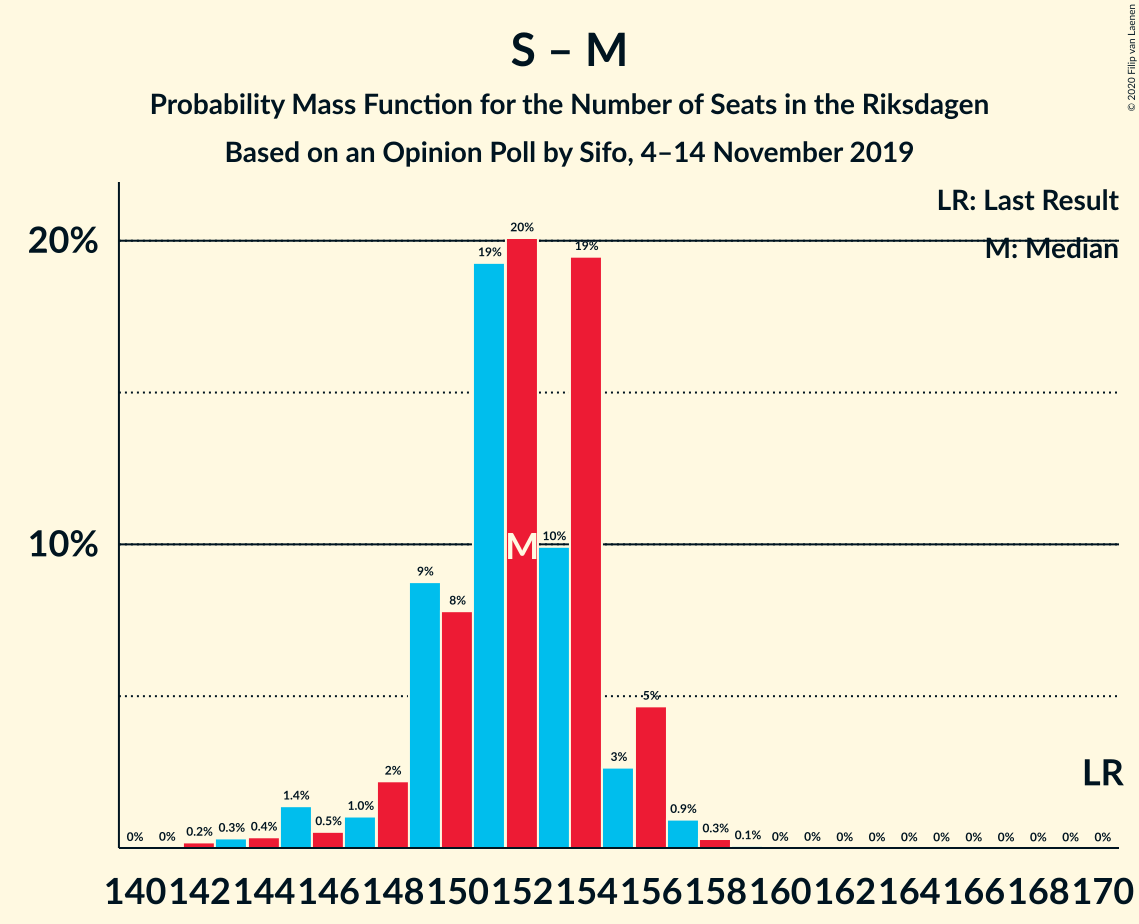 S – M
Probability Mass Function for the Number of Seats in the Riksdagen
Based on an Opinion Poll by Sifo, 4–14 November 2019
© 2020 Filip van Laenen
LR: Last Result
M: Median
20%
10%
0% 0% 0.2% 0.3% 0.4% 1.4% 0.5% 1.0% 2% 9% 8% 19% 20% 10% 19% 3% 5% 0.9% 0.3% 0.1% 0% 0% 0% 0% 0% 0% 0% 0% 0% 0% 0%
M
LR
140 142 144 146 148 150 152 154 156 158 160 162 164 166 168 170